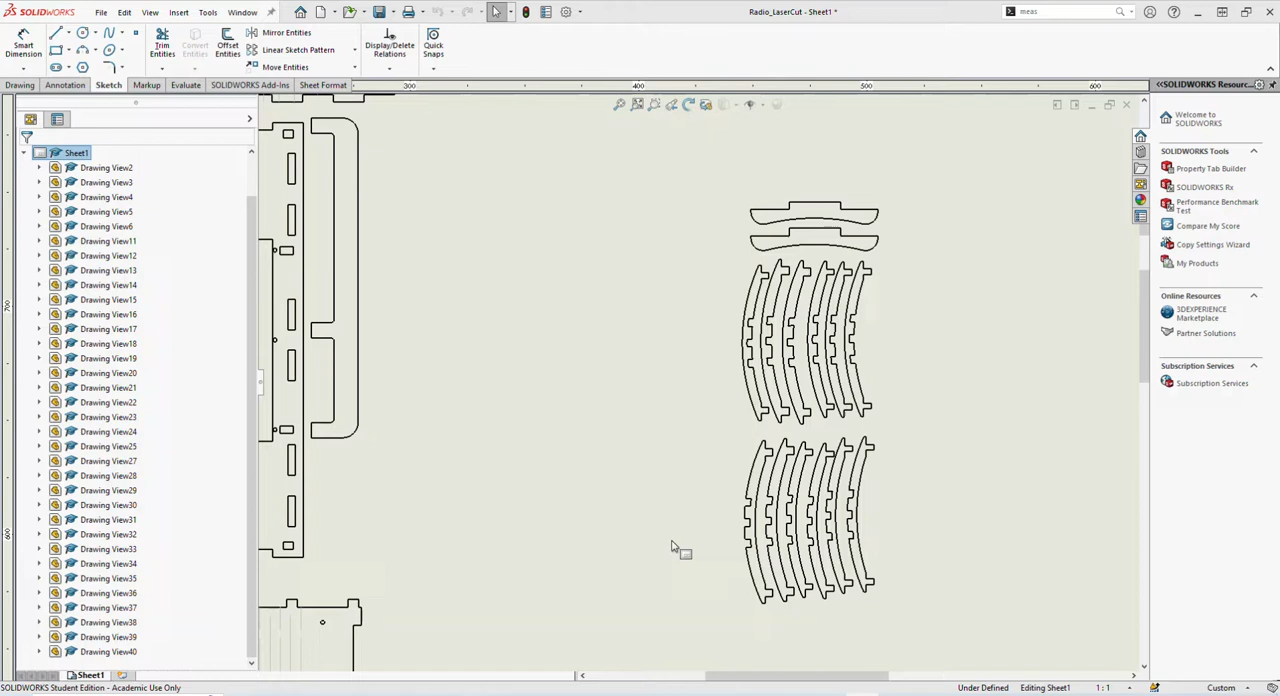 SOLIDWORKS File Edit View Insert Tools Window Radio_LaserCut - Sheet1 * meas
Smart Dimension
Trim Entities
Convert Entities
Offset Entities
Mirror Entities
Linear Sketch Pattern
Move Entities
Display/Delete Relations
Quick Snaps
Drawing Annotation Sketch Markup Evaluate SOLIDWORKS Add-Ins Sheet Format
300 400 500 600
700
600
Sheet1
Drawing View2
Drawing View3
Drawing View4
Drawing View5
Drawing View6
Drawing View11
Drawing View12
Drawing View13
Drawing View14
Drawing View15
Drawing View16
Drawing View17
Drawing View18
Drawing View19
Drawing View20
Drawing View21
Drawing View22
Drawing View23
Drawing View24
Drawing View25
Drawing View27
Drawing View28
Drawing View29
Drawing View30
Drawing View31
Drawing View32
Drawing View33
Drawing View34
Drawing View35
Drawing View36
Drawing View37
Drawing View38
Drawing View39
Drawing View40
SOLIDWORKS Resourc...
Welcome to
SOLIDWORKS
SOLIDWORKS Tools
Property Tab Builder
SOLIDWORKS Rx
Performance Benchmark
Test
Compare My Score
Copy Settings Wizard
My Products
Online Resources
3DEXPERIENCE
Marketplace
Partner Solutions
Subscription Services
Subscription Services
Sheet1
SOLIDWORKS Student Edition - Academic Use Only Under Defined Editing Sheet1 1 : 1 Custom